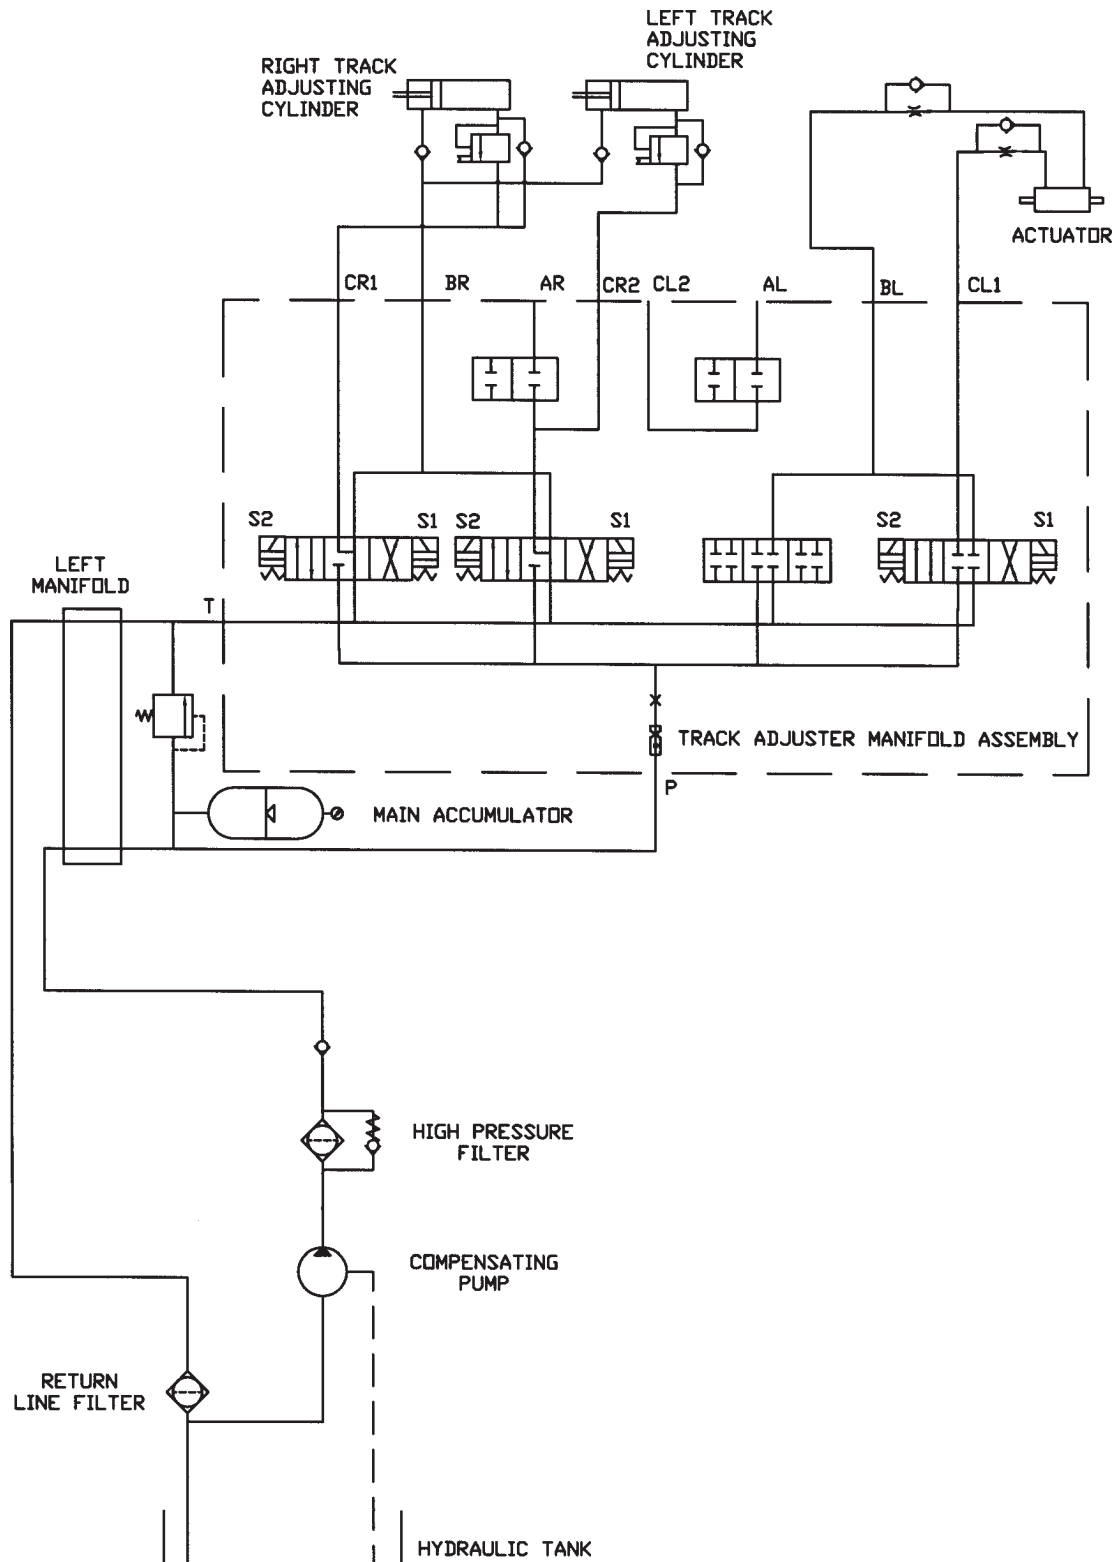 LEFT TRACK
ADJUSTING
CYLINDER
RIGHT TRACK
ADJUSTING
CYLINDER
ACTUATOR
CR1
BR
AR
CR2
CL2
AL
BL
CL1
S2
S1
S2
S1
S2
S1
LEFT
MANIFOLD
T
TRACK ADJUSTER MANIFOLD ASSEMBLY
P
MAIN ACCUMULATOR
HIGH PRESSURE
FILTER
COMPENSATING
PUMP
RETURN
LINE FILTER
HYDRAULIC TANK